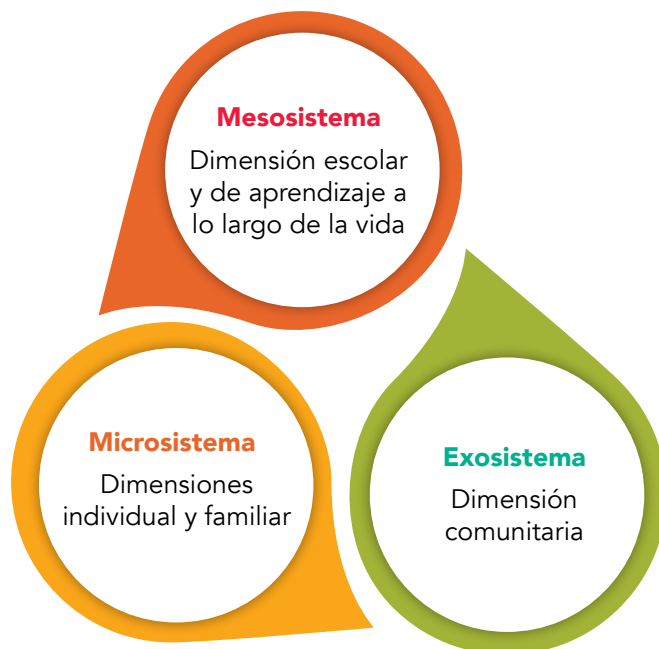 Mesosistema
Dimensión escolar
y de aprendizaje a
lo largo de la vida
Microsistema
Dimensiones
individual y familiar
Exosistema
Dimensión
comunitaria